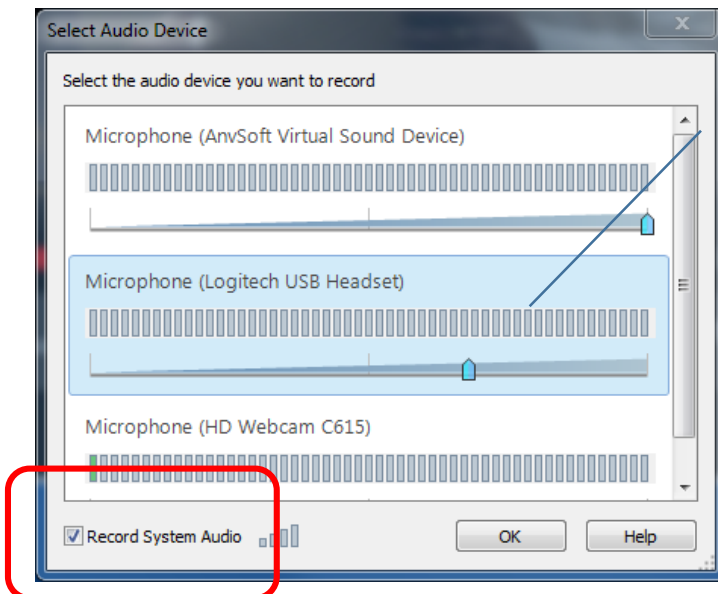 Select Audio Device
Select the audio device you want to record
Microphone (AnvSoft Virtual Sound Device)
Microphone (Logitech USB Headset)
Microphone (HD Webcam C615)
Record System Audio
OK
Help